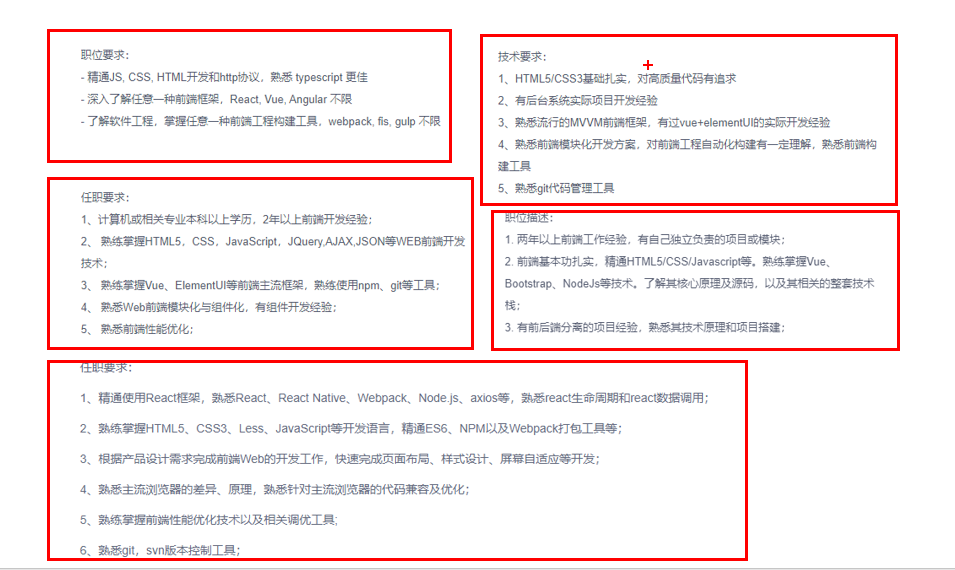 职位要求：
- 精通JS, CSS, HTML开发和http协议，熟悉 typescript 更佳
- 深入了解任意一种前端框架，React, Vue, Angular 不限
- 了解软件工程，掌握任意一种前端工程构建工具，webpack, fis, gulp 不限
技术要求：
1、HTML5/CSS3基础扎实，对高质量代码有追求
2、有后台系统实际项目开发经验
3、熟悉流行的MVVM前端框架，有过vue+elementUI的实际开发经验
4、熟悉前端模块化开发方案，对前端工程自动化构建有一定理解，熟悉前端构
建工具
5、熟悉git代码管理工具
任职要求：
1、计算机或相关专业本科以上学历，2年以上前端开发经验；
2、 熟练掌握HTML5，CSS，JavaScript，JQuery,AJAX,JSON等WEB前端开发
技术；
3、 熟练掌握Vue、ElementUI等前端主流框架，熟练使用npm、git等工具；
4、 熟悉Web前端模块化与组件化，有组件开发经验；
5、 熟悉前端性能优化；
职位描述：
1. 两年以上前端工作经验，有自己独立负责的项目或模块；
2. 前端基本功扎实，精通HTML5/CSS/Javascript等。熟练掌握Vue、
Bootstrap、NodeJs等技术。了解其核心原理及源码，以及其相关的整套技术
栈；
3. 有前后端分离的项目经验，熟悉其技术原理和项目搭建；
任职要求：
1、精通使用React框架，熟悉React、React Native、Webpack、Node.js、axios等，熟悉react生命周期和react数据调用；
2、熟练掌握HTML5、CSS3、Less、JavaScript等开发语言，精通ES6、NPM以及Webpack打包工具等；
3、根据产品设计需求完成前端Web的开发工作，快速完成页面布局、样式设计、屏幕自适应等开发；
4、熟悉主流浏览器的差异、原理，熟悉针对主流浏览器的代码兼容及优化；
5、熟练掌握前端性能优化技术以及相关调优工具;
6、熟悉git，svn版本控制工具；